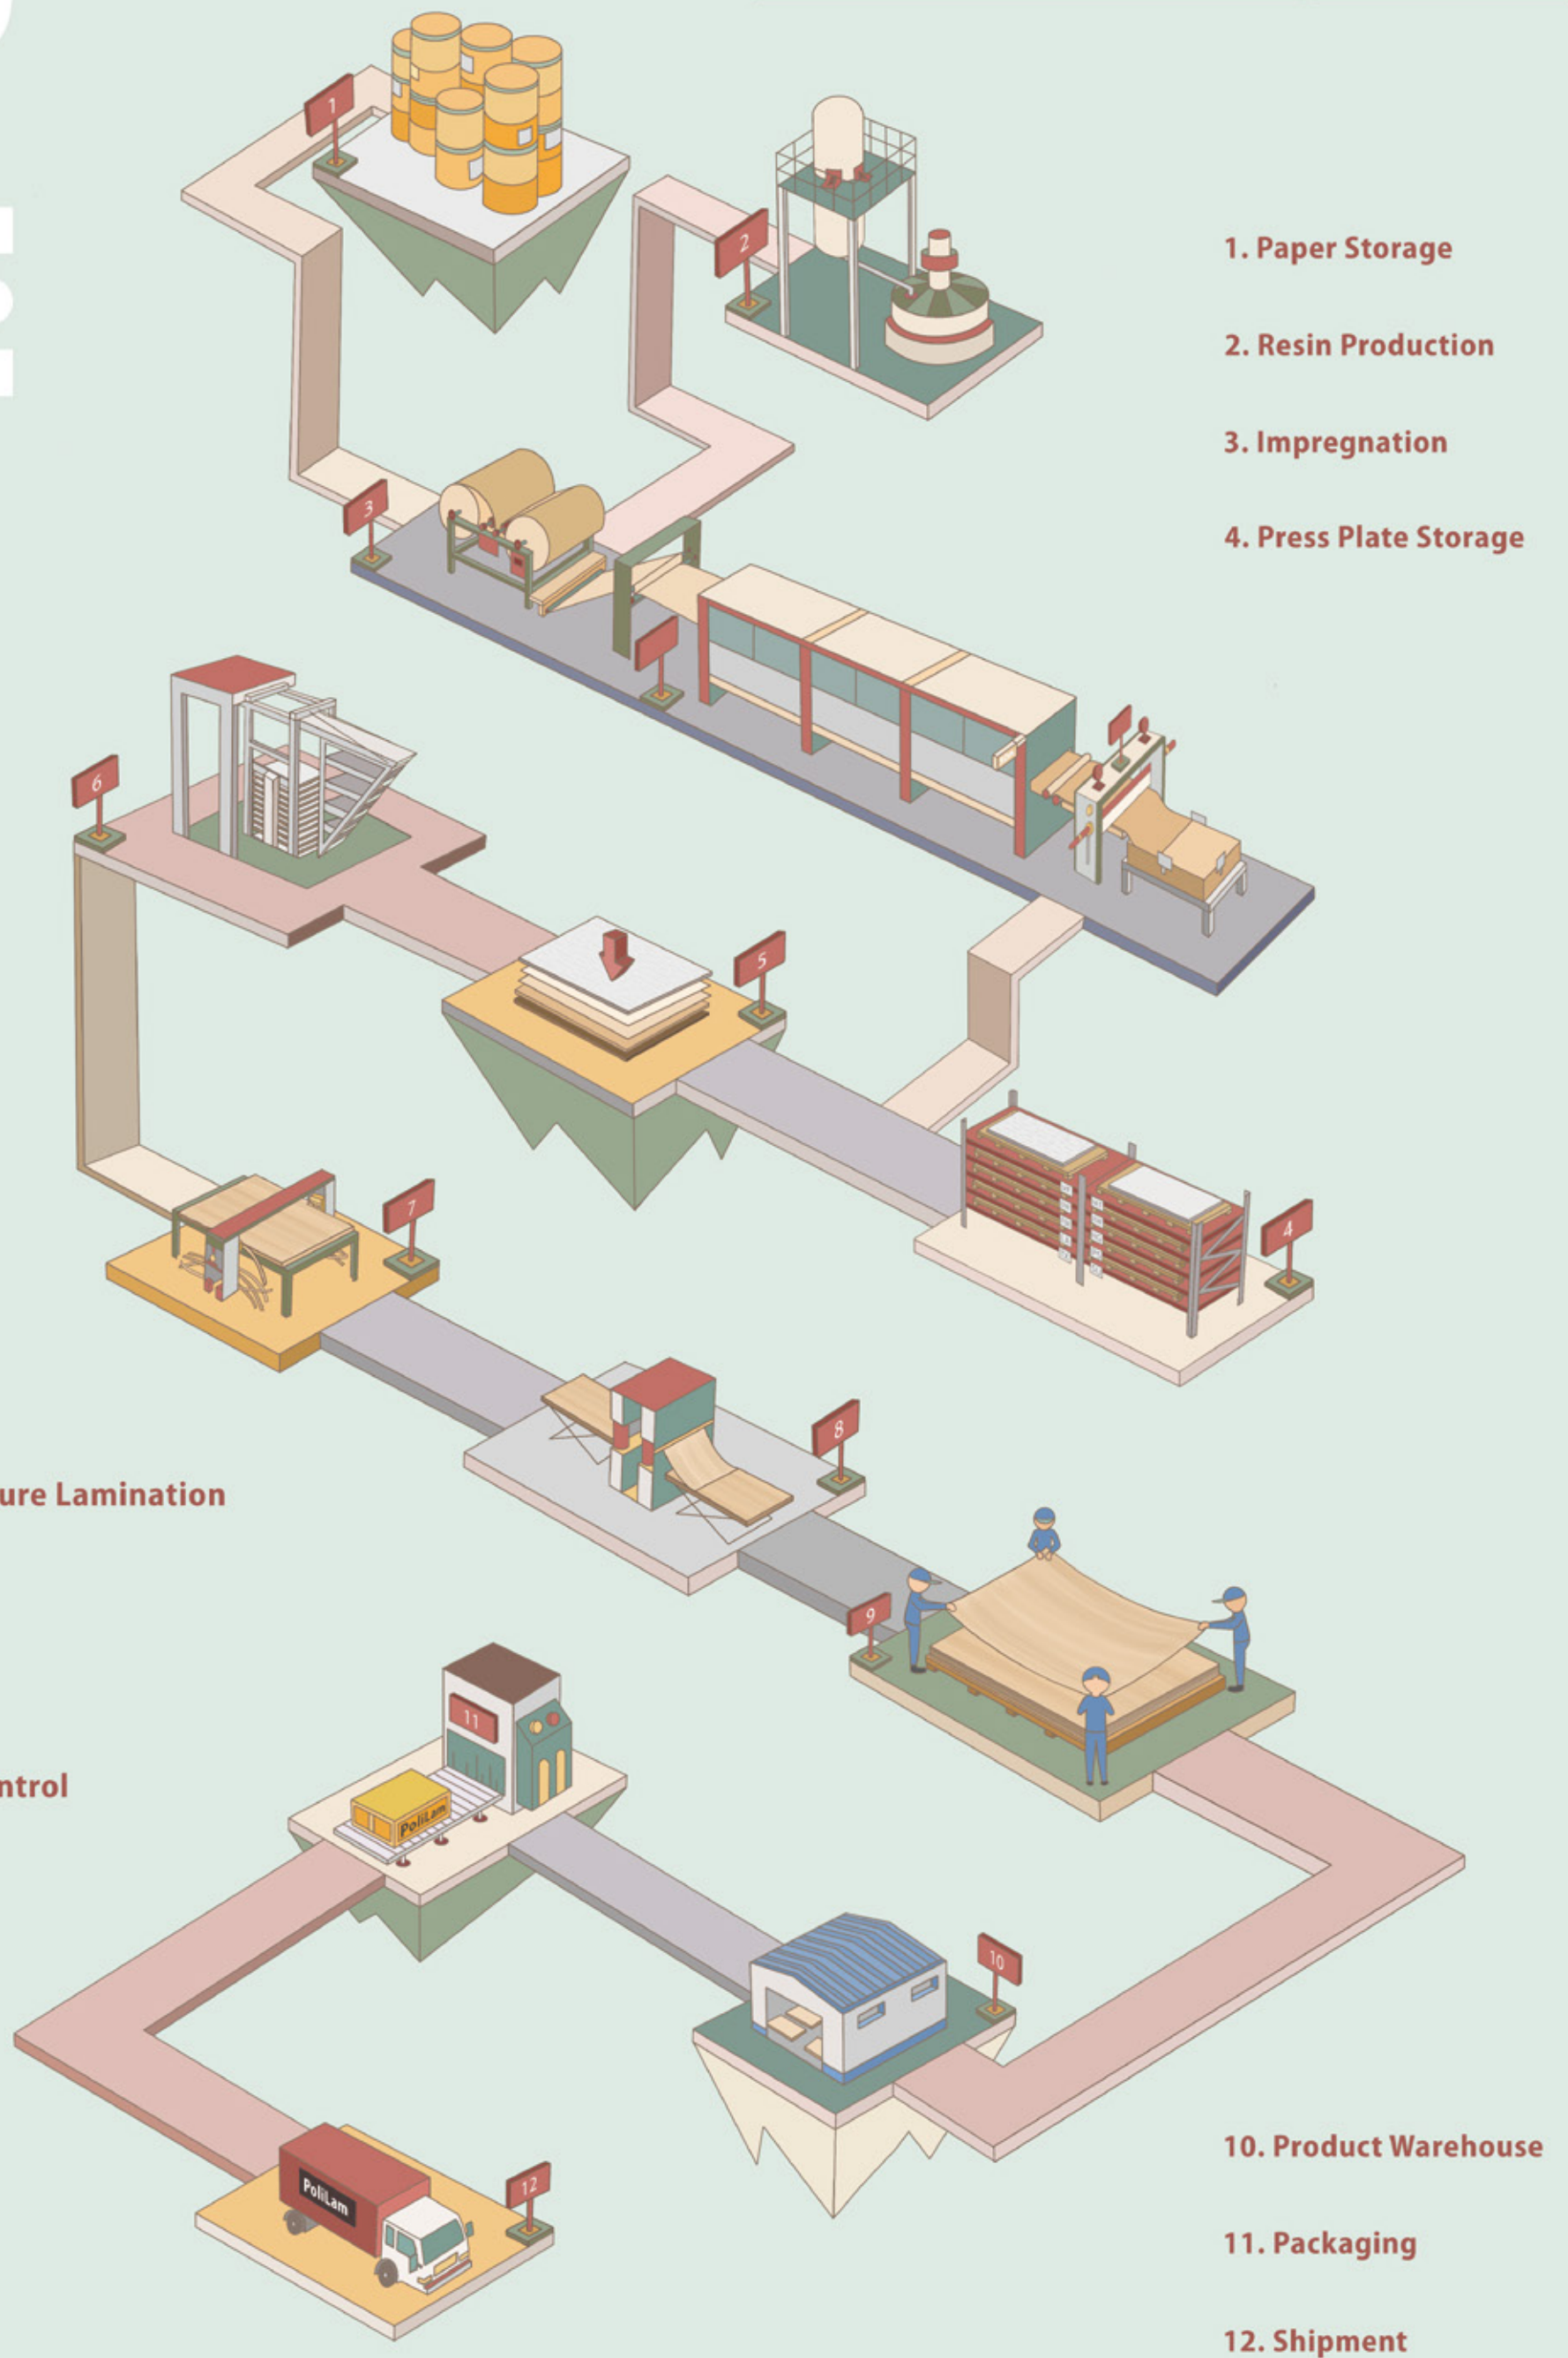 1
2
1. Paper Storage
2. Resin Production
3. Impregnation
3
4. Press Plate Storage
6
5
7
4
8
ure Lamination
9
11
ntrol
PoliLam
10
10. Product Warehouse
12
PoliLam
11. Packaging
12. Shipment